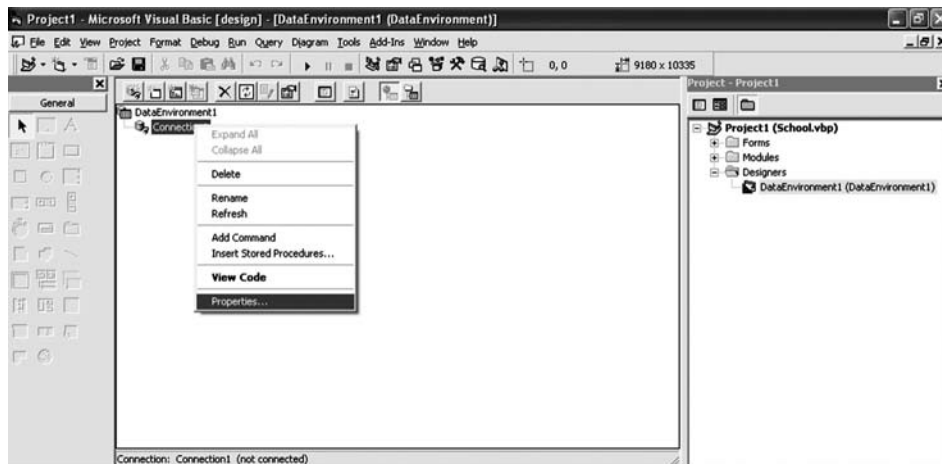 Project1 - Microsoft Visual Basic [design] - [DataEnvironment1 (DataEnvironment)]
File Edit View Project Format Debug Run Query Diagram Tools Add-Ins Window Help
0, 0 9180 x 10335
General
DataEnvironment1
Connectio
Expand All
Collapse All
Delete
Rename
Refresh
Add Command
Insert Stored Procedures...
View Code
Properties...
Connection: Connection1 (not connected)
Project - Project1
Project1 (School.vbp)
Forms
Modules
Designers
DataEnvironment1 (DataEnvironment1)